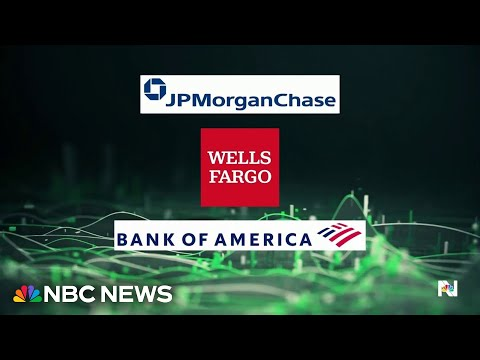 JPMorganChase
WELLS
FARGO
BANK OF AMERICA
NBC NEWS
N